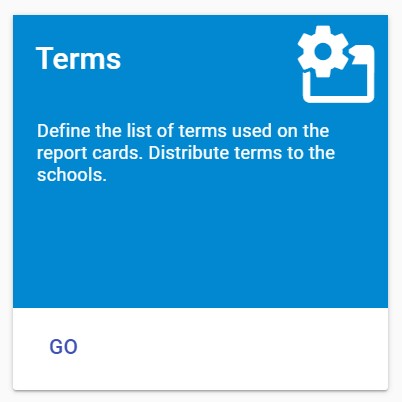 Terms
Define the list of terms used on the
report cards. Distribute terms to the
schools.
GO